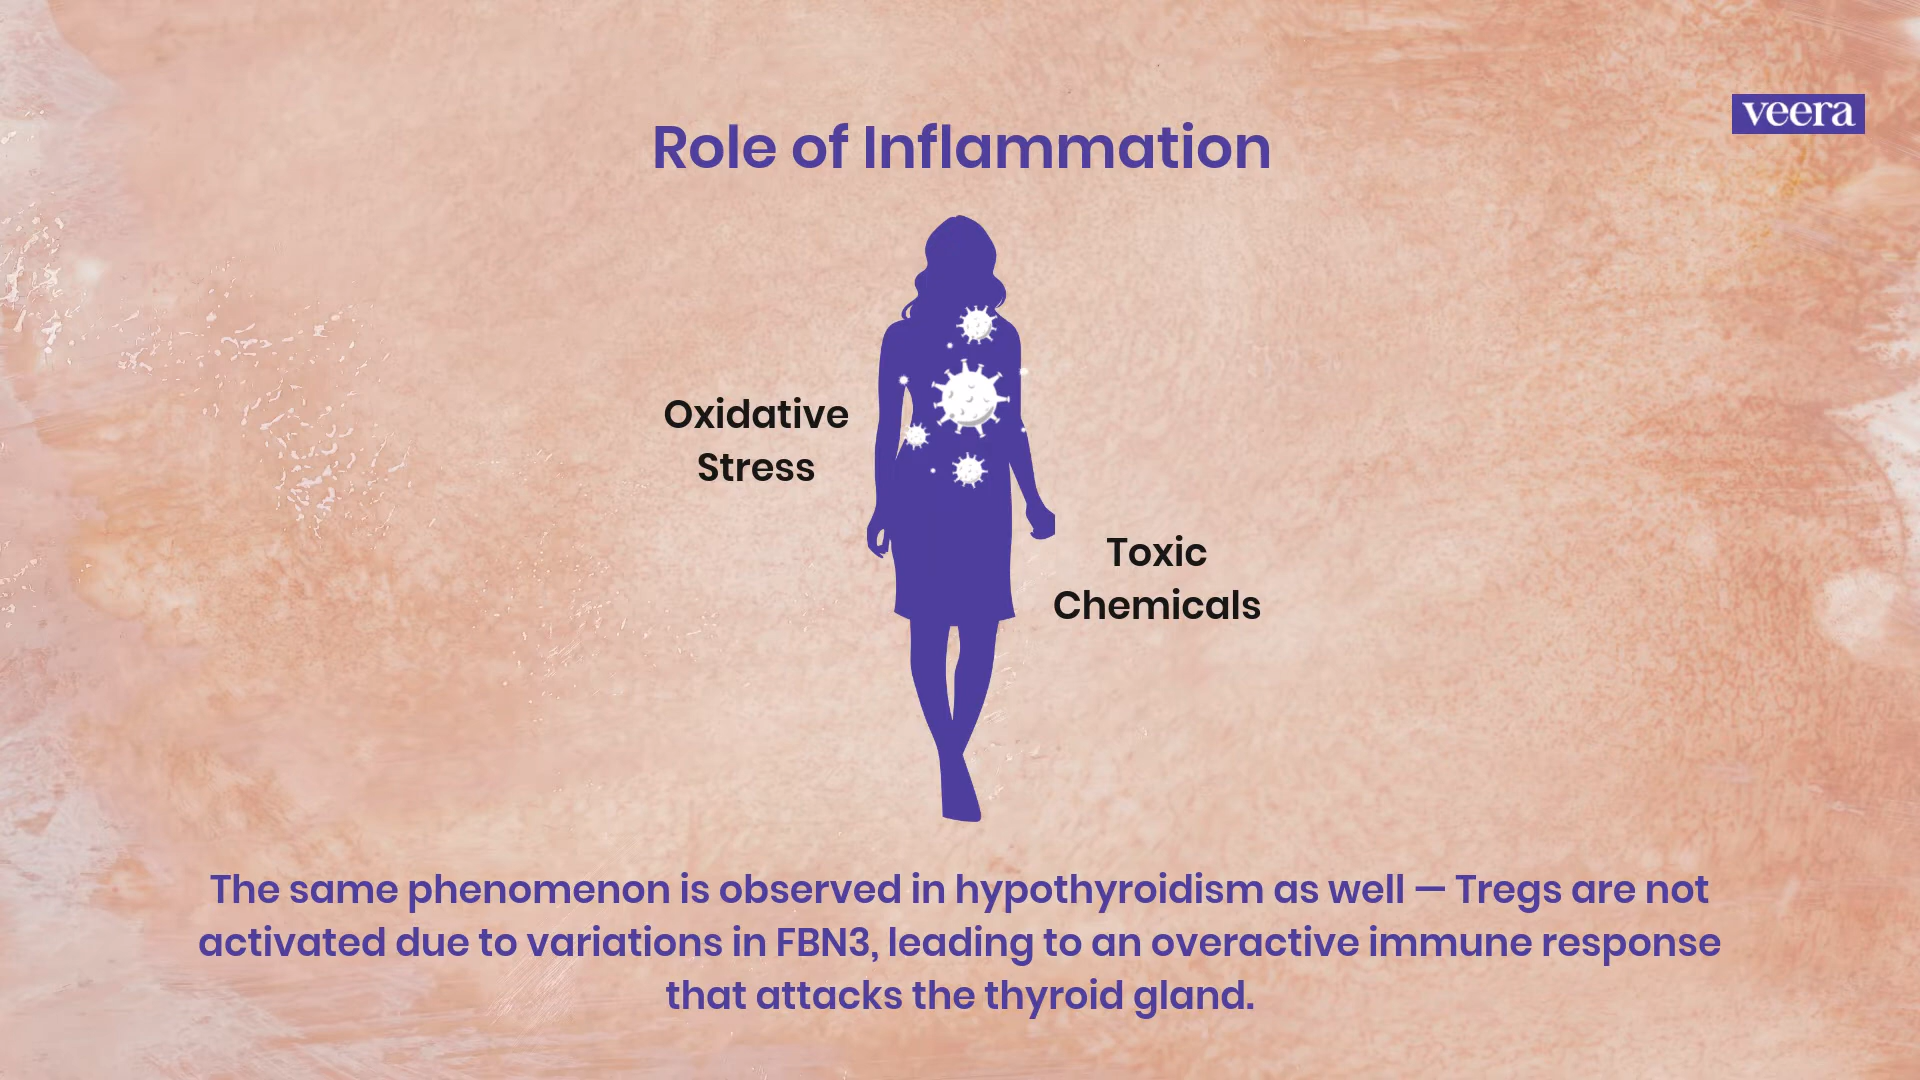 veera
Role of Inflammation
Oxidative
Stress
Toxic
Chemicals
The same phenomenon is observed in hypothyroidism as well — Tregs are not
activated due to variations in FBN3, leading to an overactive immune response
that attacks the thyroid gland.